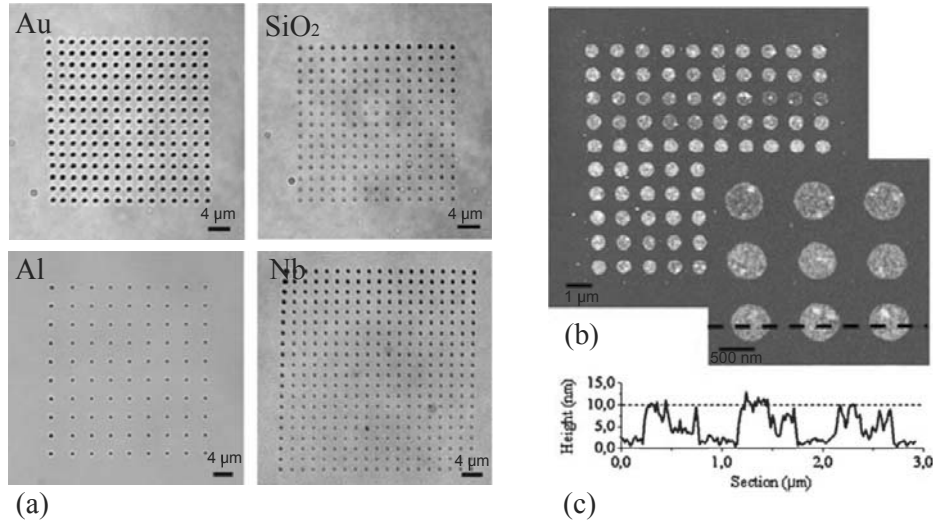 Au
SiO₂
4 µm
4 µm
Al
Nb
4 µm
4 µm
(a)
1 µm
500 nm
(b)
Height (nm)
15,0
10,0
5,0
0,0
0,0 1,0 2,0 3,0
Section (µm)
(c)